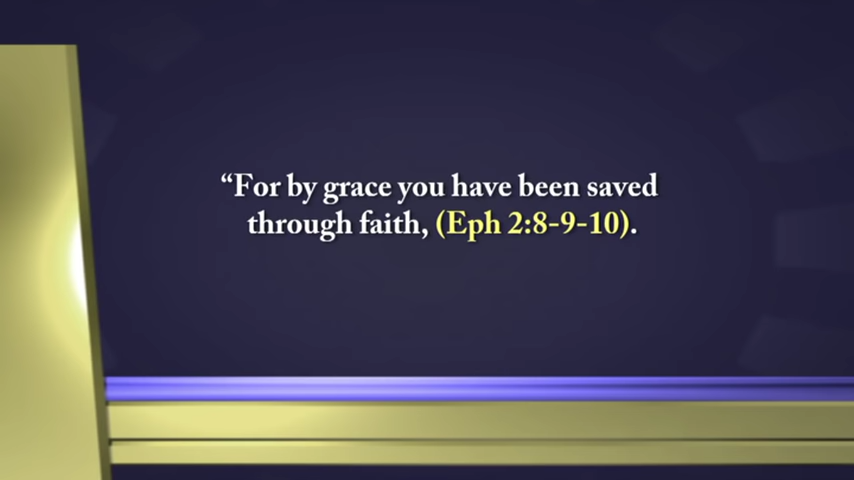 “For by grace you have been saved
through faith, (Eph 2:8-9-10).